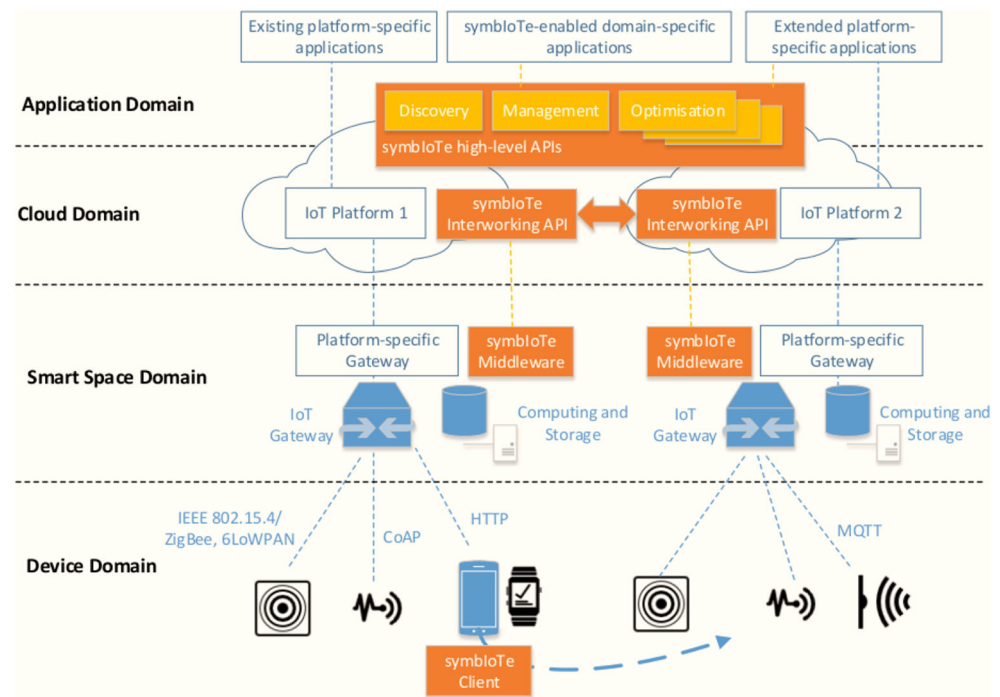 Existing platform-specific
applications
symbIoTe-enabled domain-specific
applications
Extended platform-
specific applications
Application Domain
Discovery
Management
Optimisation
symbIoTe high-level APIs
Cloud Domain
IoT Platform 1
symbIoTe
Interworking API
symbIoTe
Interworking API
IoT Platform 2
Platform-specific
Gateway
symbIoTe
Middleware
symbIoTe
Middleware
Platform-specific
Gateway
Smart Space Domain
IoT
Gateway
Computing and
Storage
IoT
Gateway
Computing and
Storage
IEEE 802.15.4/
ZigBee, 6LoWPAN
CoAP
HTTP
MQTT
Device Domain
symbIoTe
Client